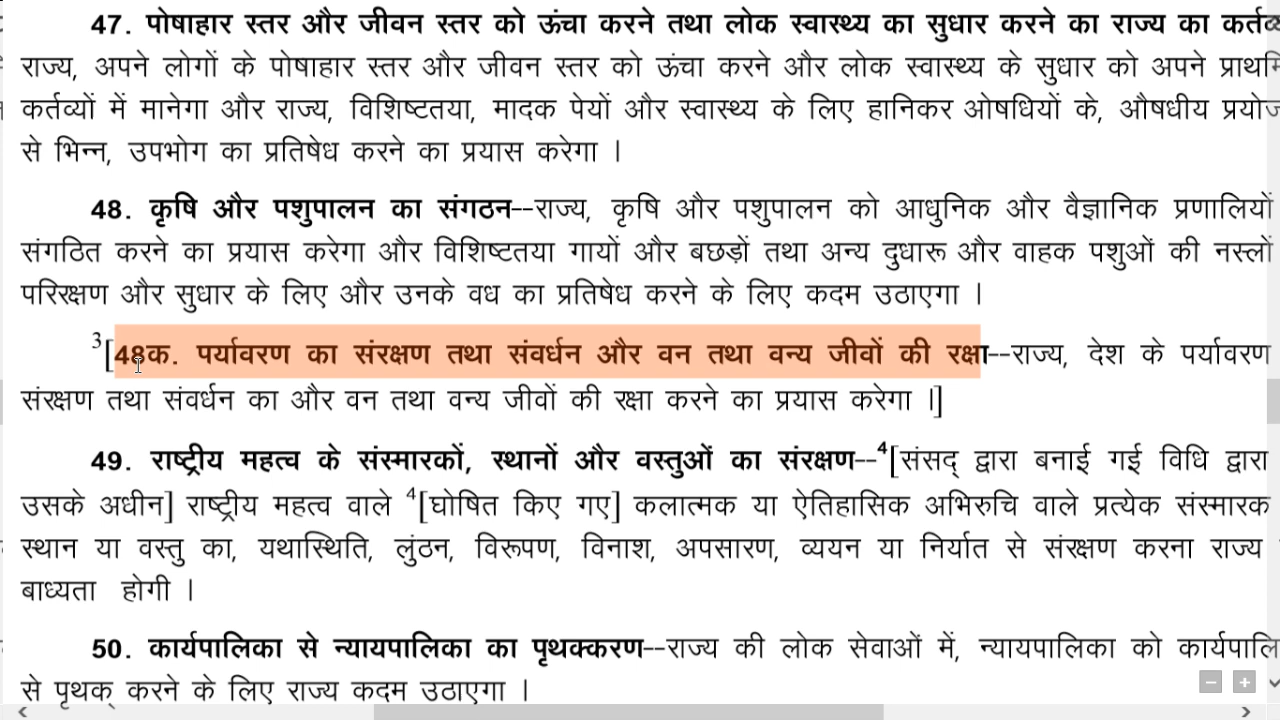 47. पोषाहार स्तर और जीवन स्तर को ऊंचा करने तथा लोक स्वास्थ्य का सुधार करने का राज्य का
राज्य, अपने लोगों के पोषाहार स्तर और जीवन स्तर को ऊंचा करने और लोक स्वास्थ्य के सुधार को अपने
कर्तव्यों में मानेगा और राज्य, विशिष्टतया, मादक पेयों और स्वास्थ्य के लिए हानिकर ओषधियों के, औषधीय
से भिन्न, उपभोग का प्रतिषेध करने का प्रयास करेगा ।
48. कृषि और पशुपालन का संगठन--राज्य, कृषि और पशुपालन को आधुनिक और वैज्ञानिक प्रणालियों
संगठित करने का प्रयास करेगा और विशिष्टतया गायों और बछड़ों तथा अन्य दुधारू और वाहक पशुओं की नस्लों
परिरक्षण और सुधार के लिए और उनके वध का प्रतिषेध करने के लिए कदम उठाएगा ।
3[48क. पर्यावरण का संरक्षण तथा संवर्धन और वन तथा वन्य जीवों की रक्षा--राज्य, देश के पर्यावरण
संरक्षण तथा संवर्धन का और वन तथा वन्य जीवों की रक्षा करने का प्रयास करेगा ।]
49. राष्ट्रीय महत्व के संस्मारकों, स्थानों और वस्तुओं का संरक्षण--4[संसद् द्वारा बनाई गई विधि द्वारा
उसके अधीन] राष्ट्रीय महत्व वाले 4[घोषित किए गए] कलात्मक या ऐतिहासिक अभिरुचि वाले प्रत्येक संस्मारक
स्थान या वस्तु का, यथास्थिति, लुंठन, विरूपण, विनाश, अपसारण, व्ययन या निर्यात से संरक्षण करना राज्य
बाध्यता होगी ।
50. कार्यपालिका से न्यायपालिका का पृथक्करण--राज्य की लोक सेवाओं में, न्यायपालिका को
से पृथक् करने के लिए राज्य कदम उठाएगा ।